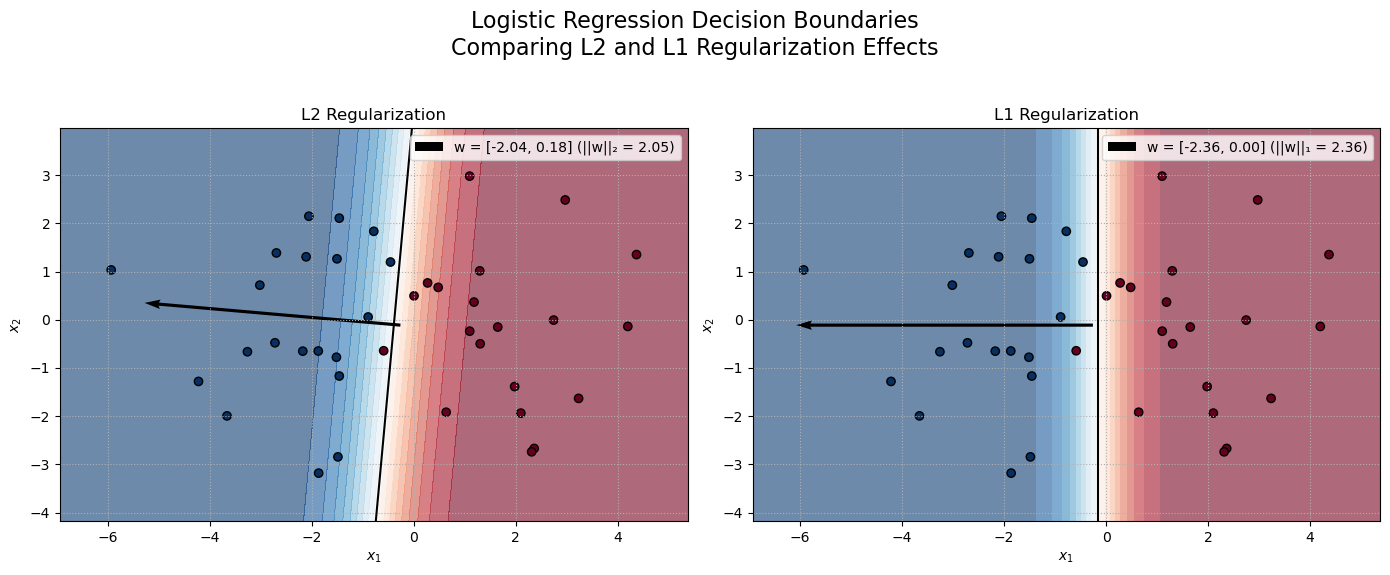 Logistic Regression Decision Boundaries
Comparing L2 and L1 Regularization Effects
L2 Regularization
w = [-2.04, 0.18] (||w||₂ = 2.05)
3
2
1
0
−1
−2
−3
−4
x₂
−6 −4 −2 0 2 4
x₁
L1 Regularization
w = [-2.36, 0.00] (||w||₁ = 2.36)
3
2
1
0
−1
−2
−3
−4
x₂
−6 −4 −2 0 2 4
x₁